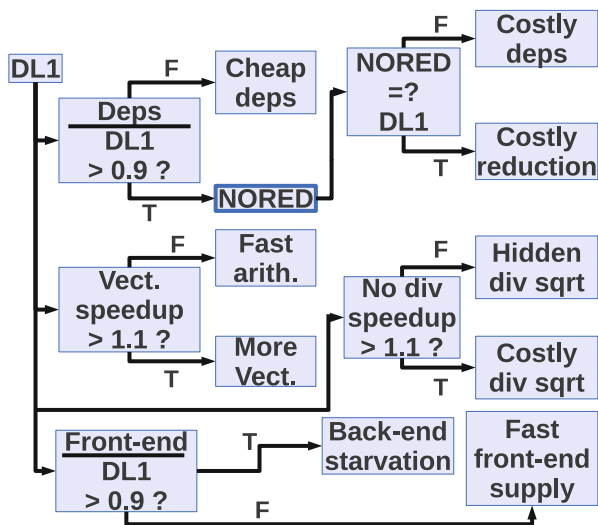 DL1
Deps
DL1
> 0.9 ?
F
Cheap
deps
T
NORED
NORED
=?
DL1
F
Costly
deps
T
Costly
reduction
Vect.
speedup
> 1.1 ?
F
Fast
arith.
T
More
Vect.
No div
speedup
> 1.1 ?
F
Hidden
div sqrt
T
Costly
div sqrt
Front-end
DL1
> 0.9 ?
T
Back-end
starvation
F
Fast
front-end
supply